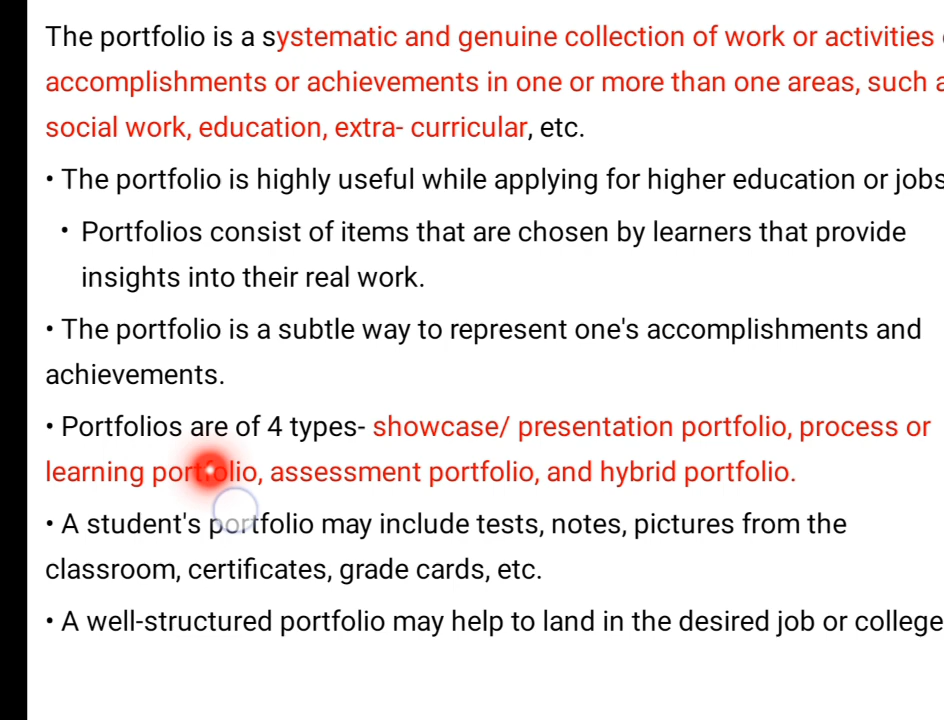 The portfolio is a systematic and genuine collection of work or activities
accomplishments or achievements in one or more than one areas, such
social work, education, extra- curricular, etc.
• The portfolio is highly useful while applying for higher education or jobs
• Portfolios consist of items that are chosen by learners that provide
insights into their real work.
• The portfolio is a subtle way to represent one's accomplishments and
achievements.
• Portfolios are of 4 types- showcase/ presentation portfolio, process or
learning portfolio, assessment portfolio, and hybrid portfolio.
• A student's portfolio may include tests, notes, pictures from the
classroom, certificates, grade cards, etc.
• A well-structured portfolio may help to land in the desired job or college